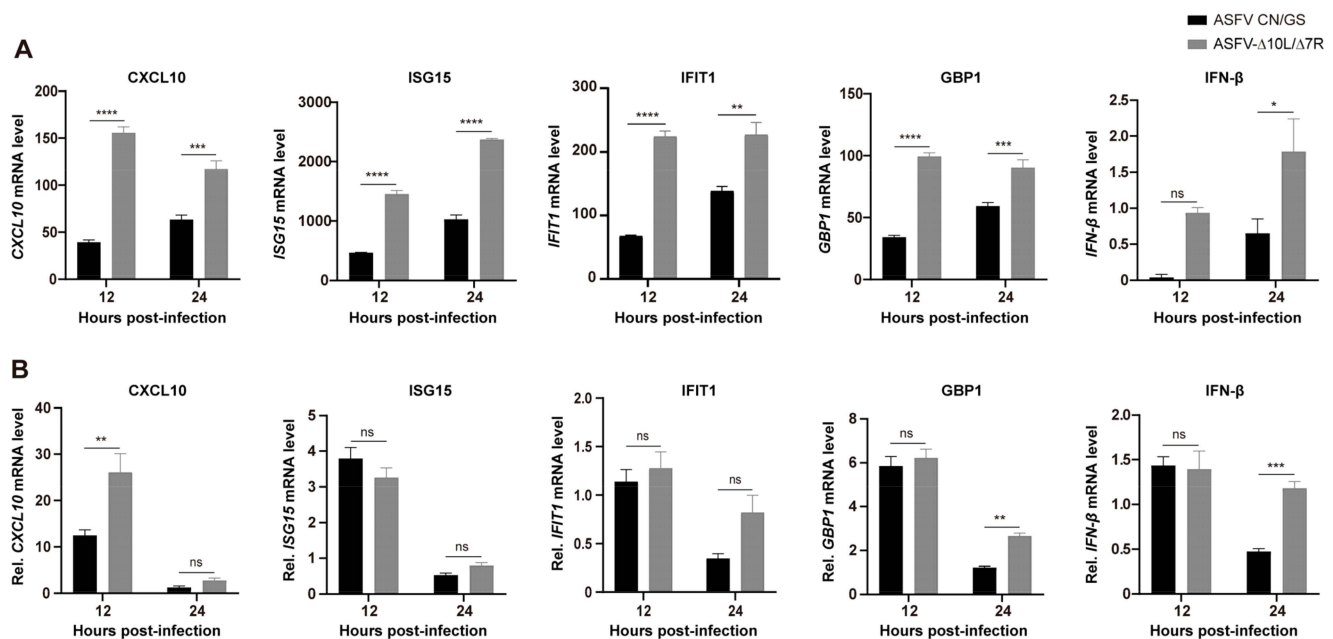 ASFV CN/GS
ASFV-Δ10L/Δ7R
A
CXCL10
CXCL10 mRNA level
200
150
100
50
0
****
***
12
24
Hours post-infection
ISG15
ISG15 mRNA level
3000
2000
1000
0
****
****
12
24
Hours post-infection
IFIT1
IFIT1 mRNA level
400
300
200
100
0
****
**
12
24
Hours post-infection
GBP1
GBP1 mRNA level
150
100
50
0
****
***
12
24
Hours post-infection
IFN-β
IFN-β mRNA level
2.5
2.0
1.5
1.0
0.5
0
ns
*
12
24
Hours post-infection
B
CXCL10
Rel. CXCL10 mRNA level
40
30
20
10
0
**
ns
12
24
Hours post-infection
ISG15
Rel. ISG15 mRNA level
5
4
3
2
1
0
ns
ns
12
24
Hours post-infection
IFIT1
Rel. IFIT1 mRNA level
2.0
1.5
1.0
0.5
0.0
ns
ns
12
24
Hours post-infection
GBP1
Rel. GBP1 mRNA level
8
6
4
2
0
ns
**
12
24
Hours post-infection
IFN-β
Rel. IFN-β mRNA level
2.0
1.5
1.0
0.5
0.0
ns
***
12
24
Hours post-infection